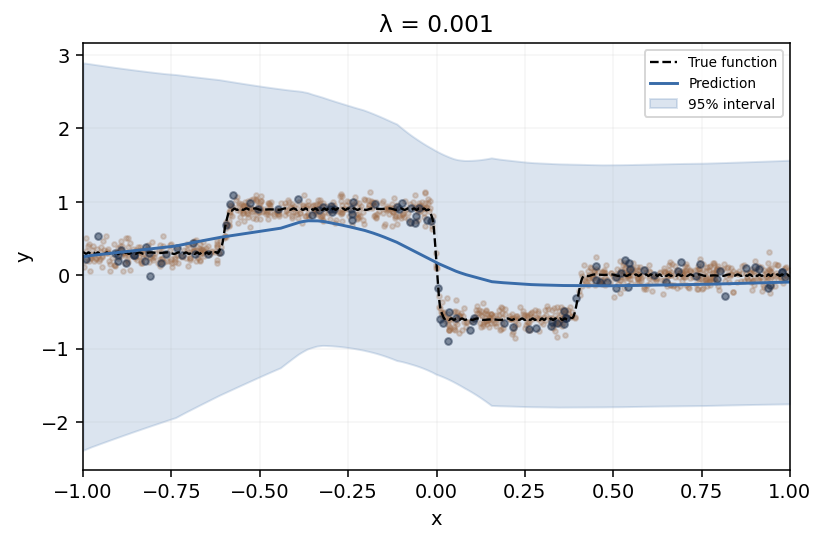 λ = 0.001
True function
Prediction
95% interval
3
2
1
0
−1
−2
y
−1.00 −0.75 −0.50 −0.25 0.00 0.25 0.50 0.75 1.00
x